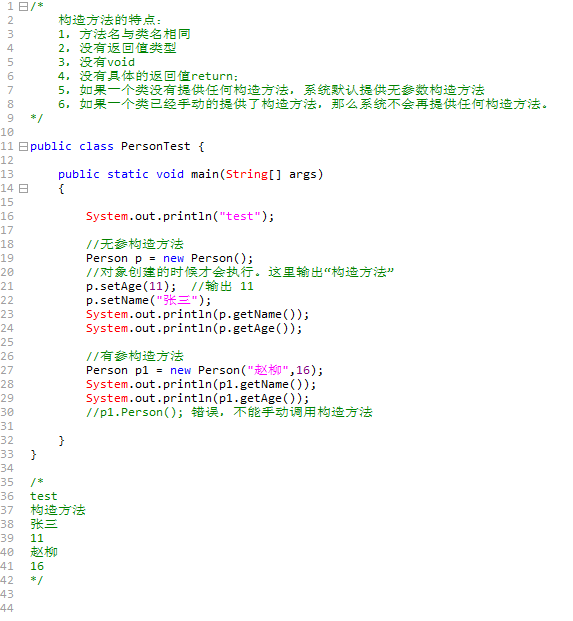 1 /*
2 构造方法的特点：
3 1，方法名与类名相同
4 2，没有返回值类型
5 3，没有void
6 4，没有具体的返回值return；
7 5，如果一个类没有提供任何构造方法，系统默认提供无参数构造方法
8 6，如果一个类已经手动的提供了构造方法，那么系统不会再提供任何构造方法。
9 */
10
11 public class PersonTest {
12
13 public static void main(String[] args)
14 {
15
16 System.out.println("test");
17
18 //无参构造方法
19 Person p = new Person();
20 //对象创建的时候才会执行。这里输出“构造方法”
21 p.setAge(11); //输出 11
22 p.setName("张三");
23 System.out.println(p.getName());
24 System.out.println(p.getAge());
25
26 //有参构造方法
27 Person p1 = new Person("赵柳",16);
28 System.out.println(p1.getName());
29 System.out.println(p1.getAge());
30 //p1.Person(); 错误，不能手动调用构造方法
31
32 }
33 }
34
35 /*
36 test
37 构造方法
38 张三
39 11
40 赵柳
41 16
42 */
43
44